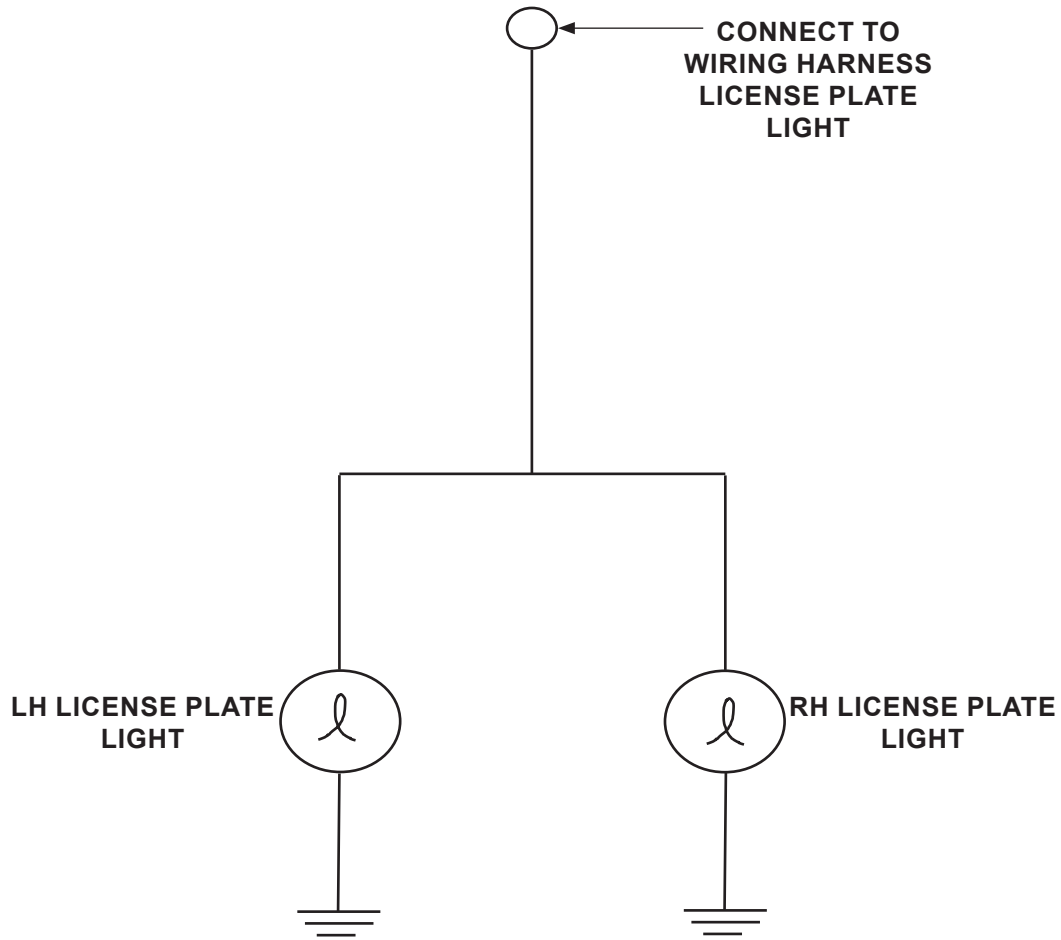 CONNECT TO
WIRING HARNESS
LICENSE PLATE
LIGHT
LH LICENSE PLATE
LIGHT
RH LICENSE PLATE
LIGHT